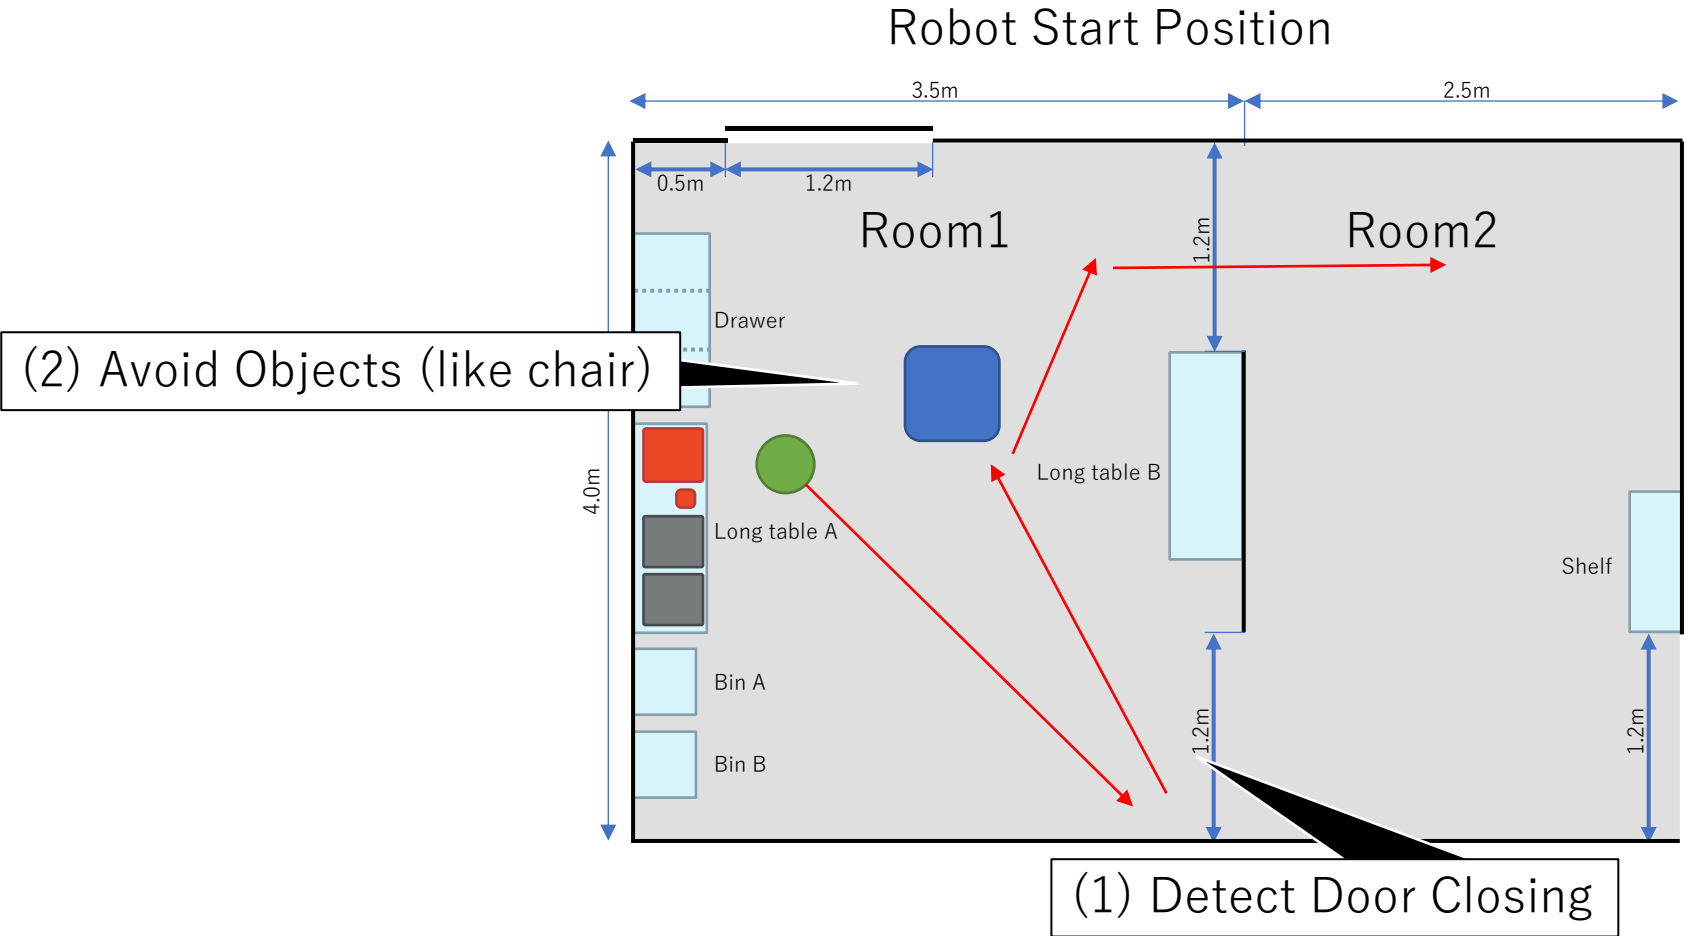 Robot Start Position
3.5m
2.5m
0.5m
1.2m
Room1
1.2m
Room2
Drawer
(2) Avoid Objects (like chair)
4.0m
Long table B
Long table A
Shelf
Bin A
1.2m
1.2m
Bin B
(1) Detect Door Closing